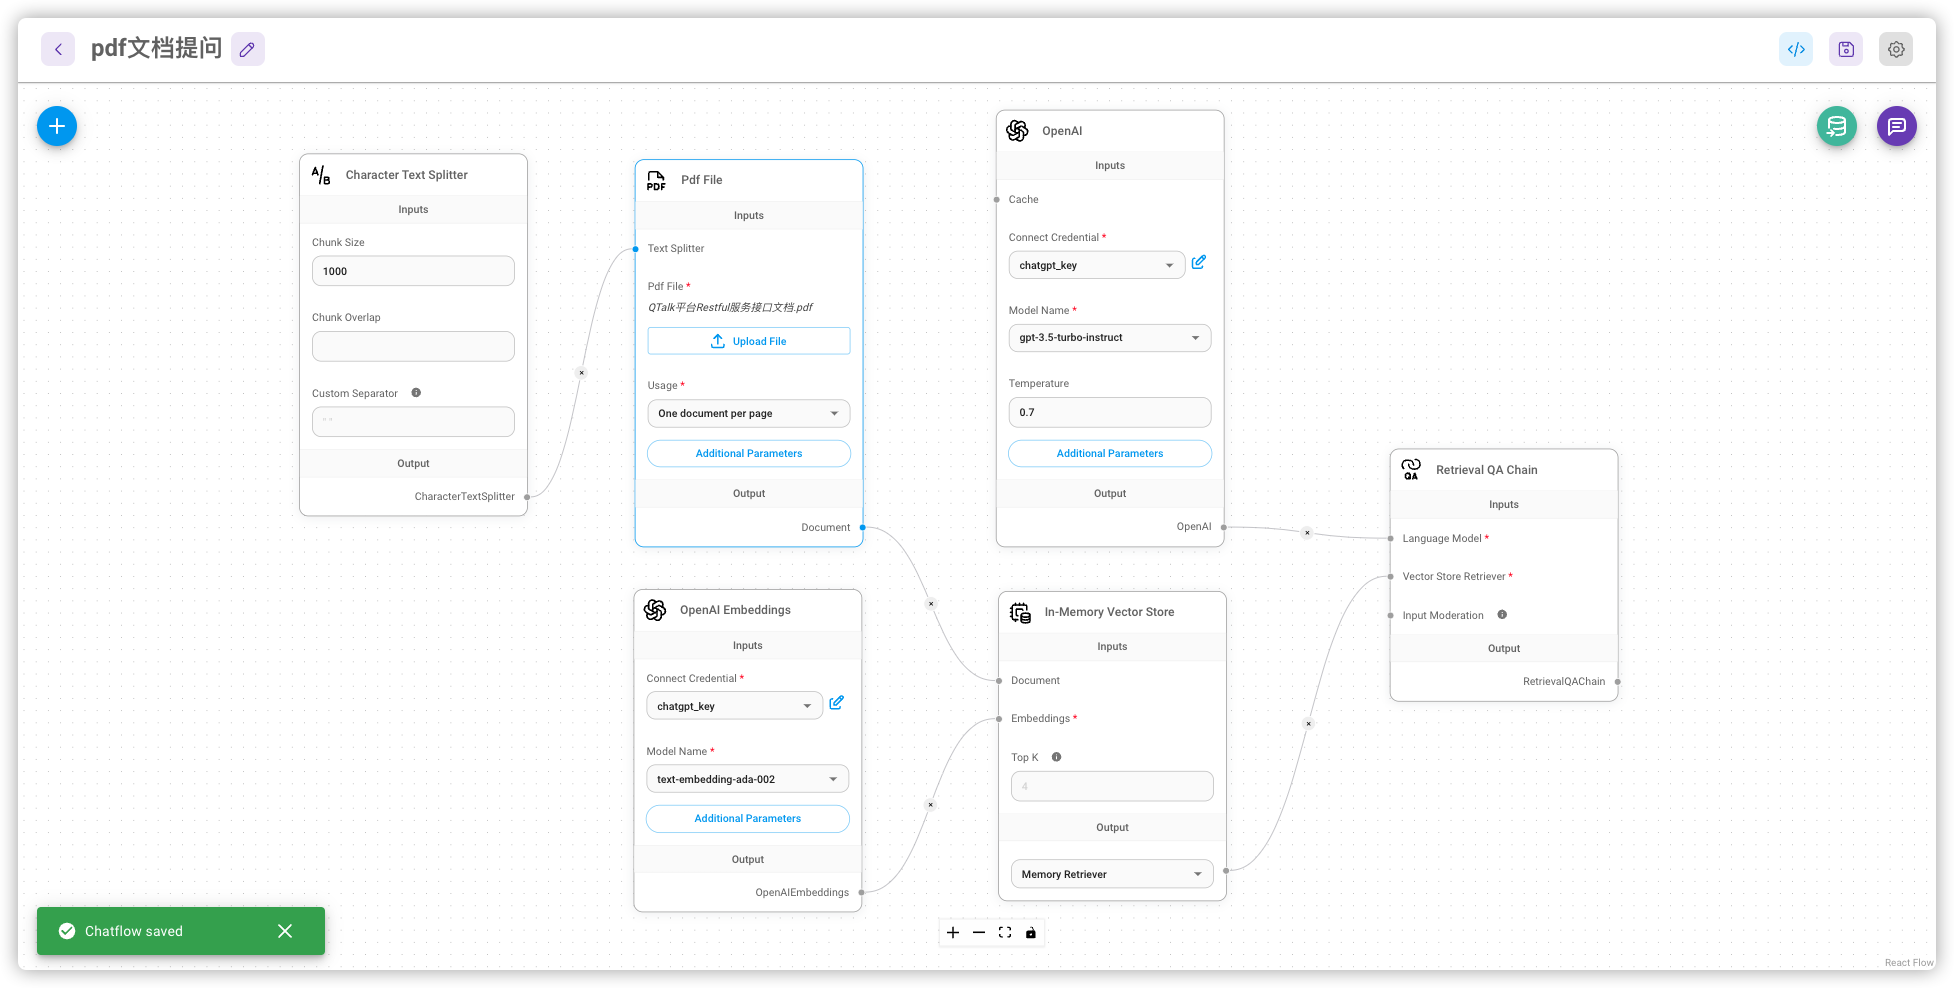 pdf文档提问
Character Text Splitter
Inputs
Chunk Size
1000
Chunk Overlap
Custom Separator
" "
Output
CharacterTextSplitter
Pdf File
Inputs
Text Splitter
Pdf File *
QTalk平台Restful服务接口文档.pdf
Upload File
Usage *
One document per page
Additional Parameters
Output
Document
OpenAI
Inputs
Cache
Connect Credential *
chatgpt_key
Model Name *
gpt-3.5-turbo-instruct
Temperature
0.7
Additional Parameters
Output
OpenAI
OpenAI Embeddings
Inputs
Connect Credential *
chatgpt_key
Model Name *
text-embedding-ada-002
Additional Parameters
Output
OpenAIEmbeddings
In-Memory Vector Store
Inputs
Document
Embeddings *
Top K
4
Output
Memory Retriever
Retrieval QA Chain
Inputs
Language Model *
Vector Store Retriever *
Input Moderation
Output
RetrievalQAChain
Chatflow saved
React Flow